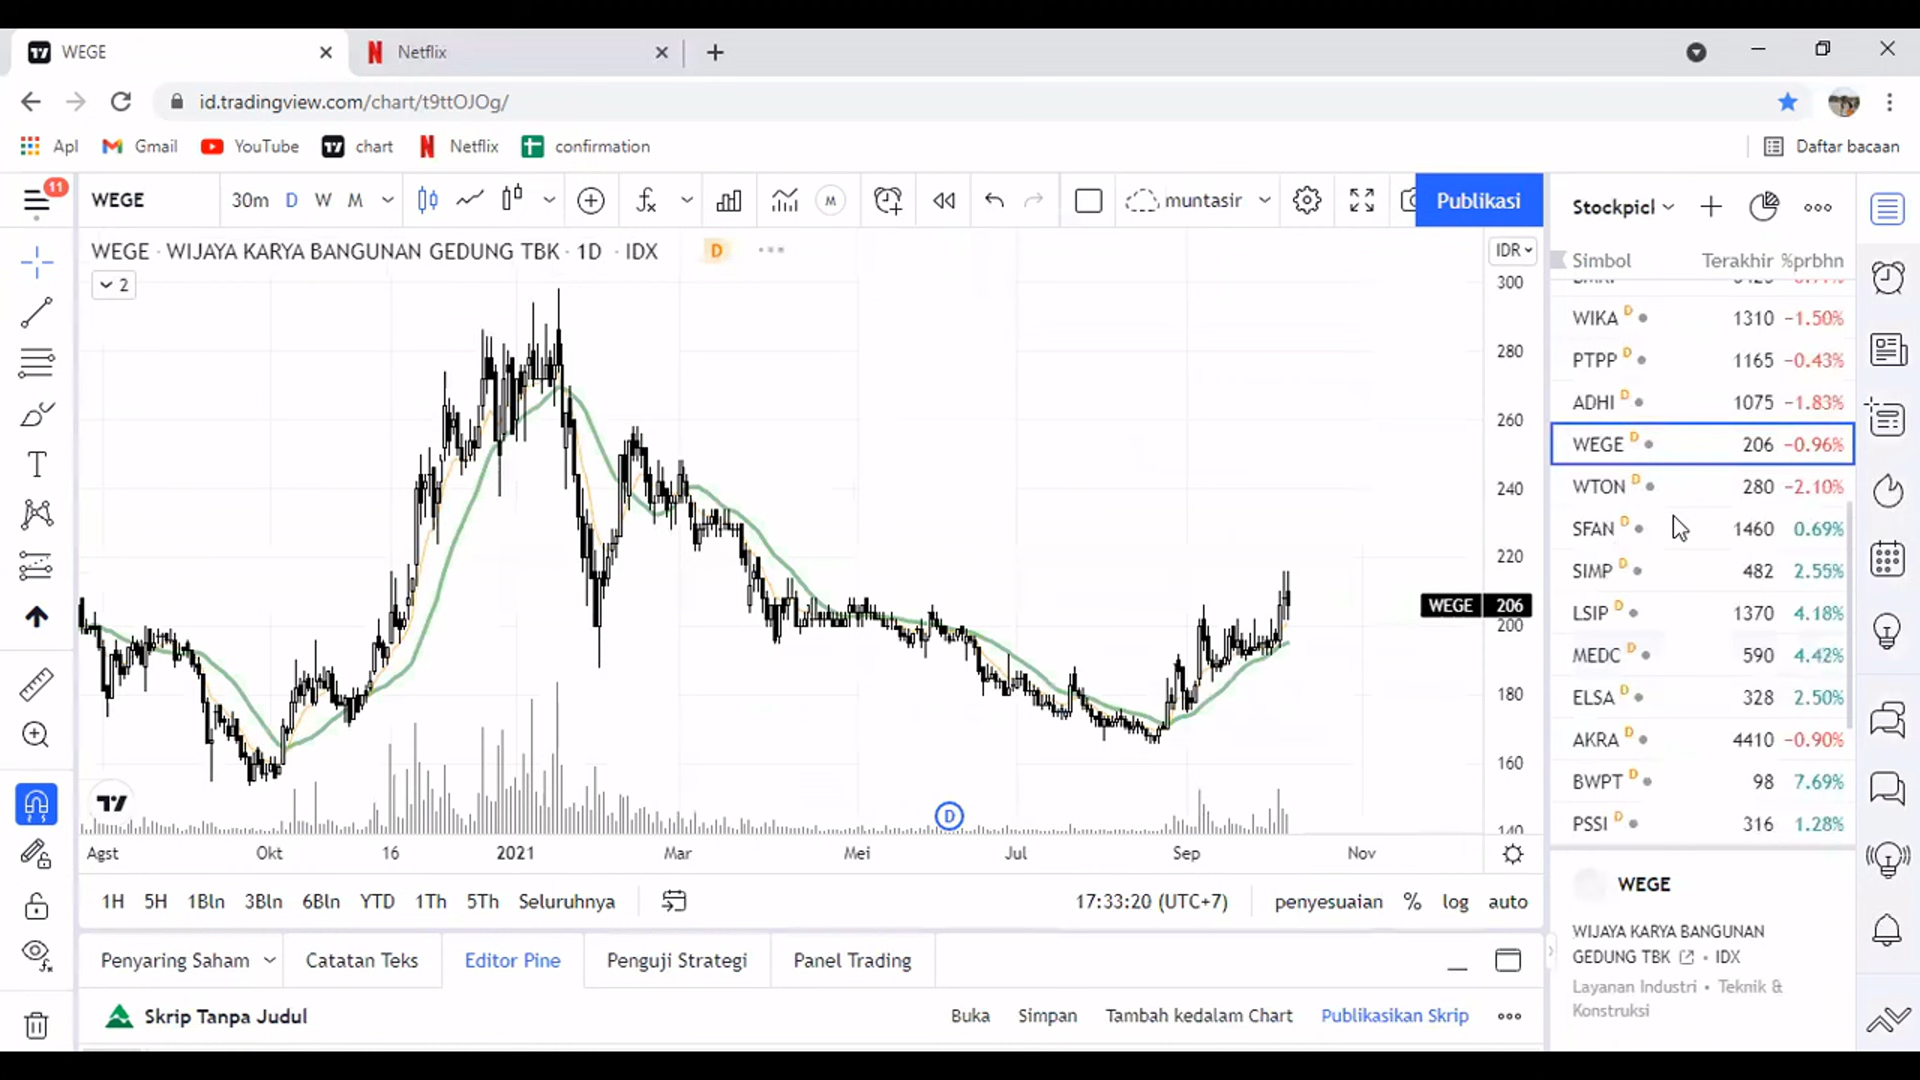 WEGE
Netflix
id.tradingview.com/chart/t9ttOJOg/
Apl
Gmail
YouTube
chart
Netflix
confirmation
Daftar bacaan
11
WEGE
30m D W M
M
muntasir
Publikasi
Stockpicl
WEGE · WIJAYA KARYA BANGUNAN GEDUNG TBK · 1D · IDX
D
IDR
2
300
280
260
240
220
WEGE 206
200
180
160
140
D
Agst Okt 16 2021 Mar Mei Jul Sep Nov
1H 5H 1Bln 3Bln 6Bln YTD 1Th 5Th Seluruhnya
17:33:20 (UTC+7)
penyesuaian % log auto
Penyaring Saham
Catatan Teks
Editor Pine
Penguji Strategi
Panel Trading
Skrip Tanpa Judul
Buka
Simpan
Tambah kedalam Chart
Publikasikan Skrip
Simbol Terakhir %prbhn
WIKA D 1310 −1.50%
PTPP D 1165 −0.43%
ADHI D 1075 −1.83%
WEGE D 206 −0.96%
WTON D 280 −2.10%
SFAN D 1460 0.69%
SIMP D 482 2.55%
LSIP D 1370 4.18%
MEDC D 590 4.42%
ELSA D 328 2.50%
AKRA D 4410 −0.90%
BWPT D 98 7.69%
PSSI D 316 1.28%
WEGE
WIJAYA KARYA BANGUNAN
GEDUNG TBK • IDX
Layanan Industri • Teknik &
Konstruksi